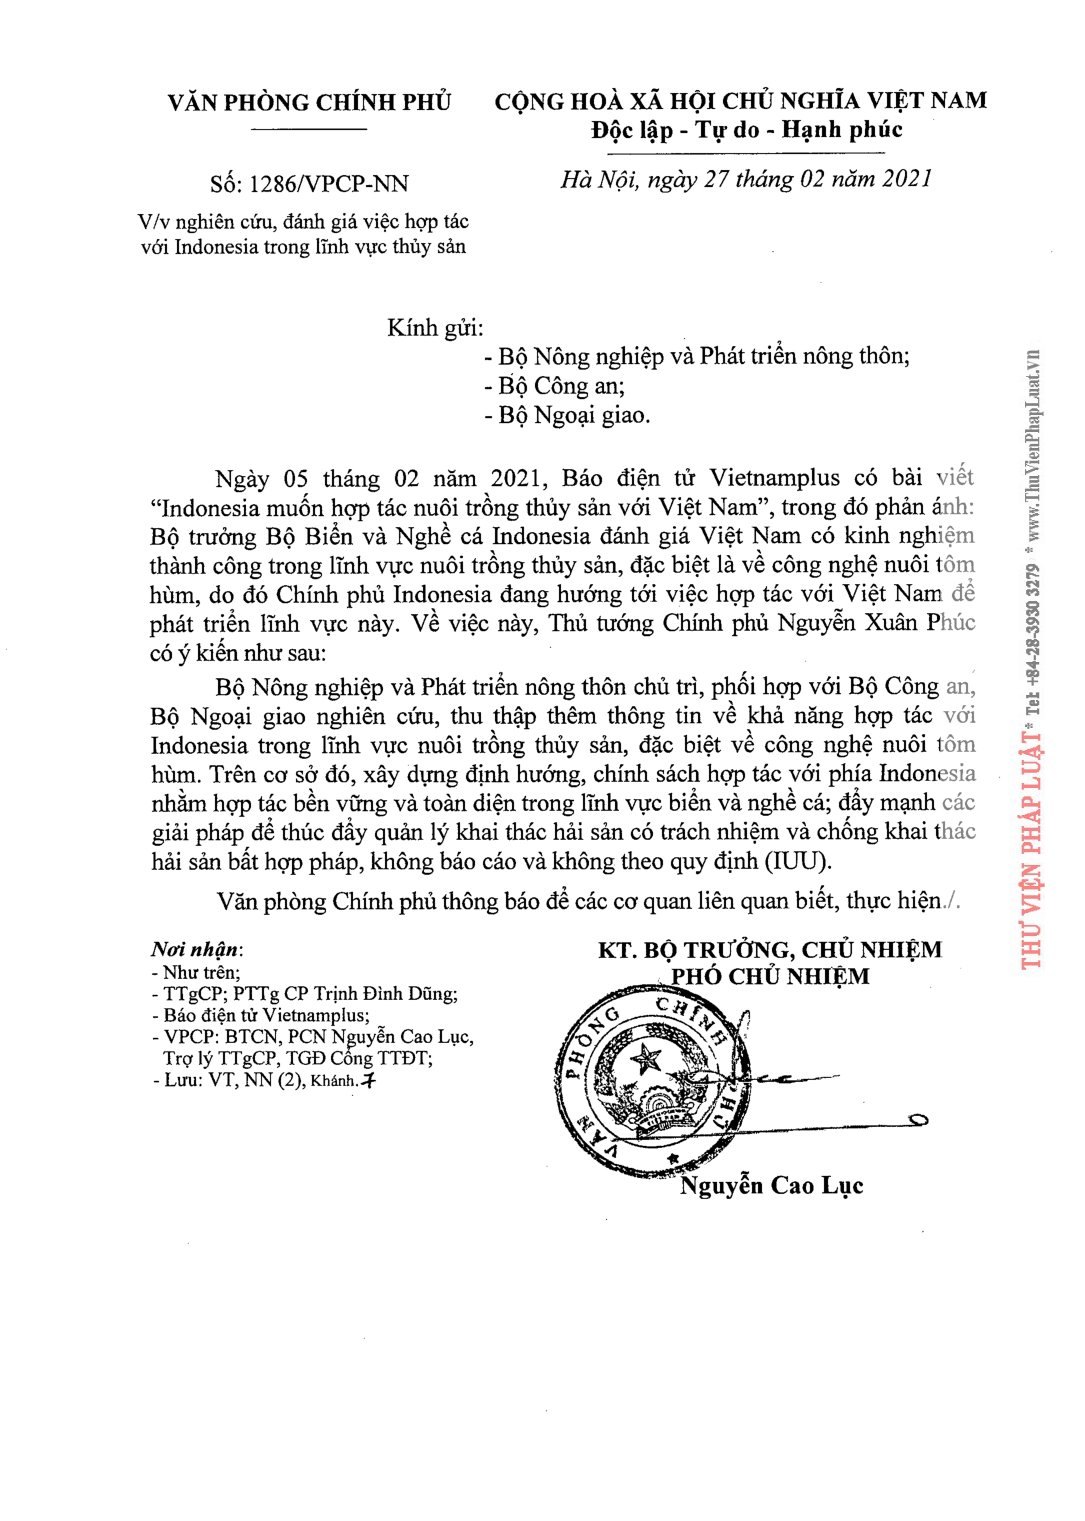 VĂN PHÒNG CHÍNH PHỦ
CỘNG HOÀ XÃ HỘI CHỦ NGHĨA VIỆT NAM
Độc lập - Tự do - Hạnh phúc
Số: 1286/VPCP-NN
Hà Nội, ngày 27 tháng 02 năm 2021
V/v nghiên cứu, đánh giá việc hợp tác
với Indonesia trong lĩnh vực thủy sản
Kính gửi:
- Bộ Nông nghiệp và Phát triển nông thôn;
- Bộ Công an;
- Bộ Ngoại giao.
Ngày 05 tháng 02 năm 2021, Báo điện tử Vietnamplus có bài viết
“Indonesia muốn hợp tác nuôi trồng thủy sản với Việt Nam”, trong đó phản ánh:
Bộ trưởng Bộ Biển và Nghề cá Indonesia đánh giá Việt Nam có kinh nghiệm
thành công trong lĩnh vực nuôi trồng thủy sản, đặc biệt là về công nghệ nuôi tôm
hùm, do đó Chính phủ Indonesia đang hướng tới việc hợp tác với Việt Nam để
phát triển lĩnh vực này. Về việc này, Thủ tướng Chính phủ Nguyễn Xuân Phúc
có ý kiến như sau:
Bộ Nông nghiệp và Phát triển nông thôn chủ trì, phối hợp với Bộ Công an,
Bộ Ngoại giao nghiên cứu, thu thập thêm thông tin về khả năng hợp tác với
Indonesia trong lĩnh vực nuôi trồng thủy sản, đặc biệt về công nghệ nuôi tôm
hùm. Trên cơ sở đó, xây dựng định hướng, chính sách hợp tác với phía Indonesia
nhằm hợp tác bền vững và toàn diện trong lĩnh vực biển và nghề cá; đẩy mạnh các
giải pháp để thúc đẩy quản lý khai thác hải sản có trách nhiệm và chống khai thác
hải sản bất hợp pháp, không báo cáo và không theo quy định (IUU).
Văn phòng Chính phủ thông báo để các cơ quan liên quan biết, thực hiện./.
Nơi nhận:
- Như trên;
- TTgCP; PTTg CP Trịnh Đình Dũng;
- Báo điện tử Vietnamplus;
- VPCP: BTCN, PCN Nguyễn Cao Lục,
Trợ lý TTgCP, TGĐ Cổng TTĐT;
- Lưu: VT, NN (2), Khánh.7
KT. BỘ TRƯỞNG, CHỦ NHIỆM
PHÓ CHỦ NHIỆM
VĂN PHÒNG CHÍNH PHỦ
Nguyễn Cao Lục
THƯ VIỆN PHÁP LUẬT * Tel: +84-28-3930 3279 * www.ThuVienPhapLuat.vn